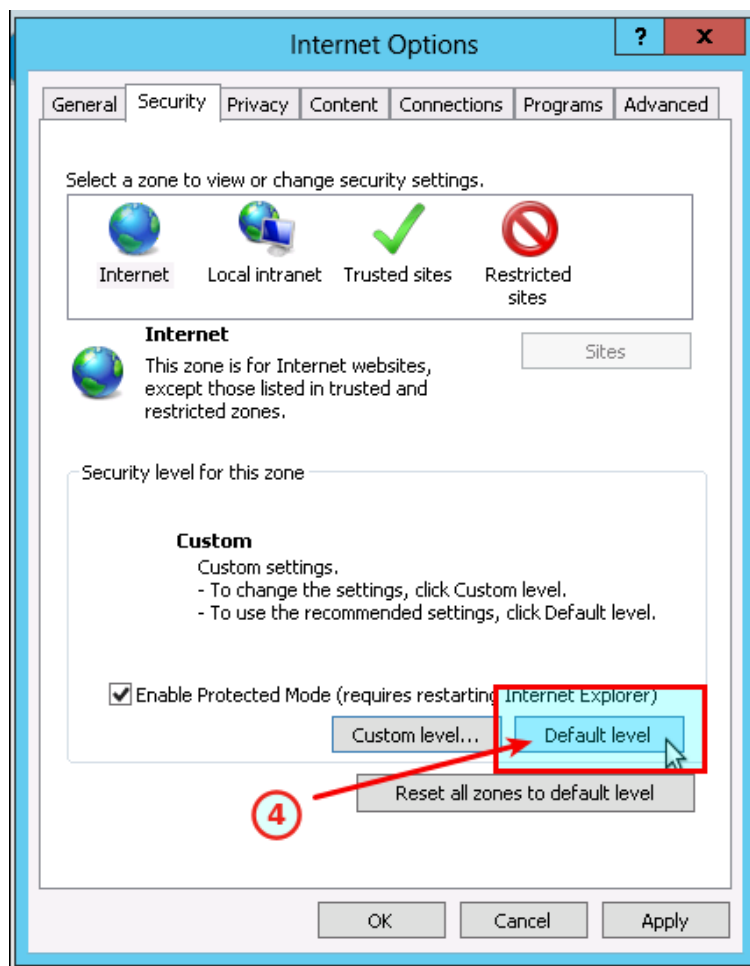 Internet Options
? x
General Security Privacy Content Connections Programs Advanced
Select a zone to view or change security settings.
Internet Local intranet Trusted sites Restricted
sites
Internet
Sites
This zone is for Internet websites,
except those listed in trusted and
restricted zones.
Security level for this zone
Custom
Custom settings.
- To change the settings, click Custom level.
- To use the recommended settings, click Default level.
Enable Protected Mode (requires restarting Internet Explorer)
Custom level... Default level
4
Reset all zones to default level
OK Cancel Apply